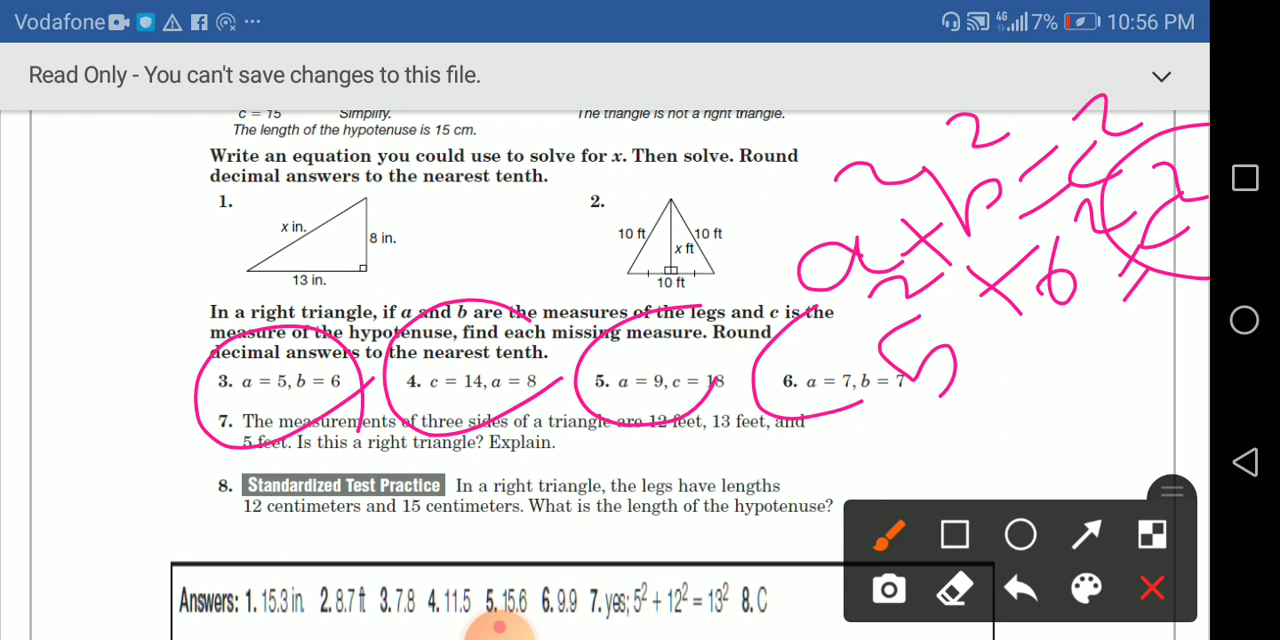 Vodafone 4G 7% 10:56 PM
Read Only - You can't save changes to this file.
c = 15 Simplify. The triangle is not a right triangle.
The length of the hypotenuse is 15 cm.
Write an equation you could use to solve for x. Then solve. Round
decimal answers to the nearest tenth.
1. 2.
x in. 8 in. 13 in.
10 ft 10 ft x ft 10 ft
In a right triangle, if a and b are the measures of the legs and c is the
measure of the hypotenuse, find each missing measure. Round
decimal answers to the nearest tenth.
3. a = 5, b = 6 4. c = 14, a = 8 5. a = 9, c = 18 6. a = 7, b = 7
7. The measurements of three sides of a triangle are 12 feet, 13 feet, and
5 feet. Is this a right triangle? Explain.
8. Standardized Test Practice In a right triangle, the legs have lengths
12 centimeters and 15 centimeters. What is the length of the hypotenuse?
Answers: 1. 15.3 in. 2. 8.7 ft 3. 7.8 4. 11.5 5. 15.6 6. 9.9 7. yes; 5² + 12² = 13² 8. C
a² + b² = c²
5² + 6² = c²